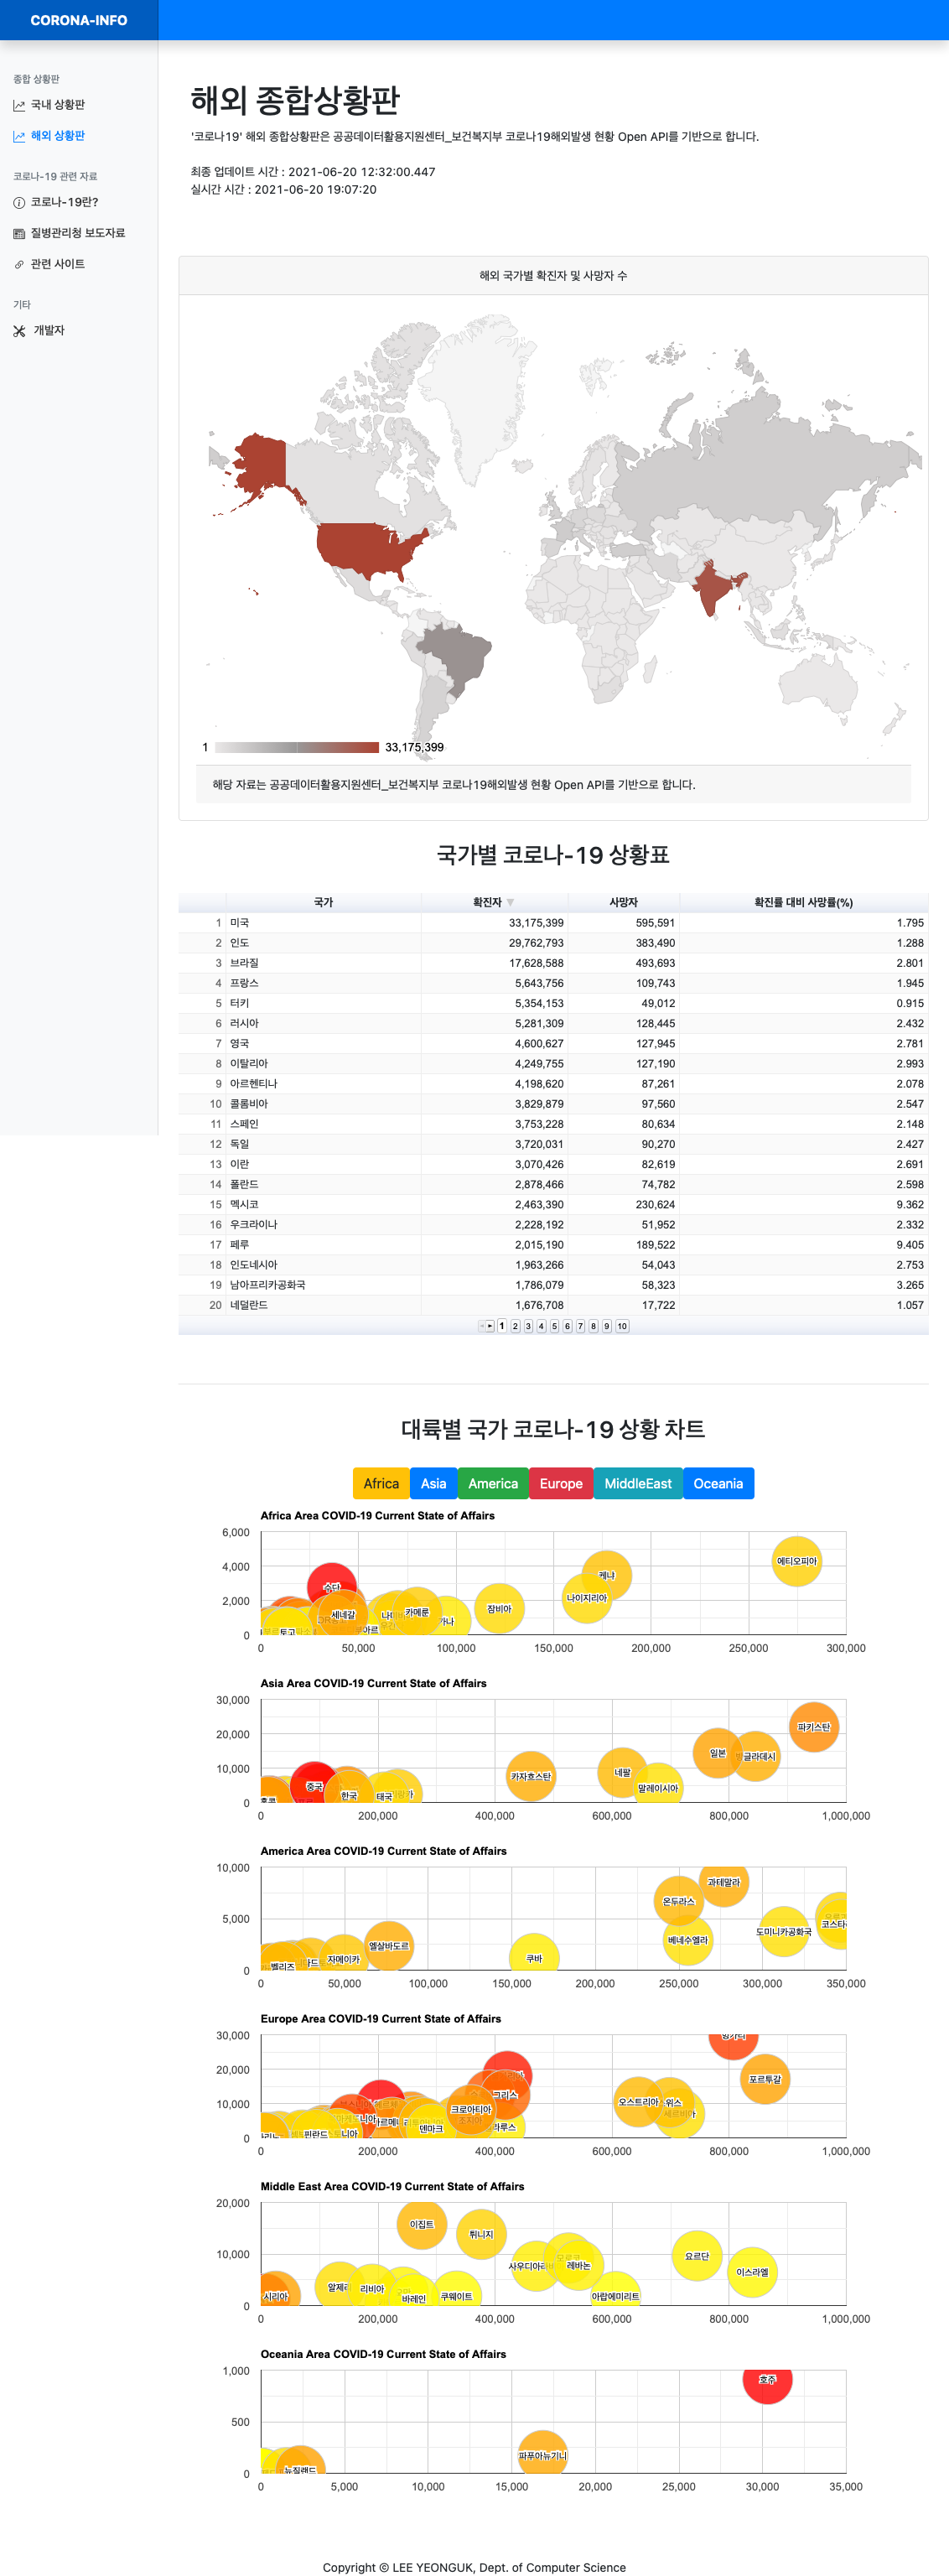 CORONA-INFO
종합 상황판
국내 상황판
해외 상황판
코로나-19 관련 자료
코로나-19란?
질병관리청 보도자료
관련 사이트
기타
개발자
해외 종합상황판
'코로나19' 해외 종합상황판은 공공데이터활용지원센터_보건복지부 코로나19해외발생 현황 Open API를 기반으로 합니다.
최종 업데이트 시간 : 2021-06-20 12:32:00.447
실시간 시간 : 2021-06-20 19:07:20
해외 국가별 확진자 및 사망자 수
1 33,175,399
해당 자료는 공공데이터활용지원센터_보건복지부 코로나19해외발생 현황 Open API를 기반으로 합니다.
국가별 코로나-19 상황표
국가 확진자 ▼ 사망자 확진률 대비 사망률(%)
1 미국 33,175,399 595,591 1.795
2 인도 29,762,793 383,490 1.288
3 브라질 17,628,588 493,693 2.801
4 프랑스 5,643,756 109,743 1.945
5 터키 5,354,153 49,012 0.915
6 러시아 5,281,309 128,445 2.432
7 영국 4,600,627 127,945 2.781
8 이탈리아 4,249,755 127,190 2.993
9 아르헨티나 4,198,620 87,261 2.078
10 콜롬비아 3,829,879 97,560 2.547
11 스페인 3,753,228 80,634 2.148
12 독일 3,720,031 90,270 2.427
13 이란 3,070,426 82,619 2.691
14 폴란드 2,878,466 74,782 2.598
15 멕시코 2,463,390 230,624 9.362
16 우크라이나 2,228,192 51,952 2.332
17 페루 2,015,190 189,522 9.405
18 인도네시아 1,963,266 54,043 2.753
19 남아프리카공화국 1,786,079 58,323 3.265
20 네덜란드 1,676,708 17,722 1.057
1 2 3 4 5 6 7 8 9 10
대륙별 국가 코로나-19 상황 차트
Africa Asia America Europe MiddleEast Oceania
Africa Area COVID-19 Current State of Affairs
6,000
에티오피아
4,000
케냐
수단
나이지리아
2,000
세네갈 카메룬 잠비아
토고
0
0 50,000 100,000 150,000 200,000 250,000 300,000
Asia Area COVID-19 Current State of Affairs
30,000
파키스탄
20,000
일본 방글라데시
10,000
카자흐스탄 네팔
중국 말레이시아
한국 태국
0
0 200,000 400,000 600,000 800,000 1,000,000
America Area COVID-19 Current State of Affairs
10,000
과테말라
온두라스
5,000
도미니카공화국
엘살바도르 베네수엘라
자메이카 쿠바
벨리즈
0
0 50,000 100,000 150,000 200,000 250,000 300,000 350,000
Europe Area COVID-19 Current State of Affairs
30,000
헝가리
20,000
포르투갈
그리스
10,000
크로아티아 오스트리아
세르비아
덴마크
핀란드
0
0 200,000 400,000 600,000 800,000 1,000,000
Middle East Area COVID-19 Current State of Affairs
20,000
이집트
튀니지
10,000
요르단
레바논
이스라엘
리비아
시리아 바레인 쿠웨이트 아랍에미리트
0
0 200,000 400,000 600,000 800,000 1,000,000
Oceania Area COVID-19 Current State of Affairs
1,000
호주
500
파푸아뉴기니
뉴질랜드
0
0 5,000 10,000 15,000 20,000 25,000 30,000 35,000
Copyright © LEE YEONGUK, Dept. of Computer Science